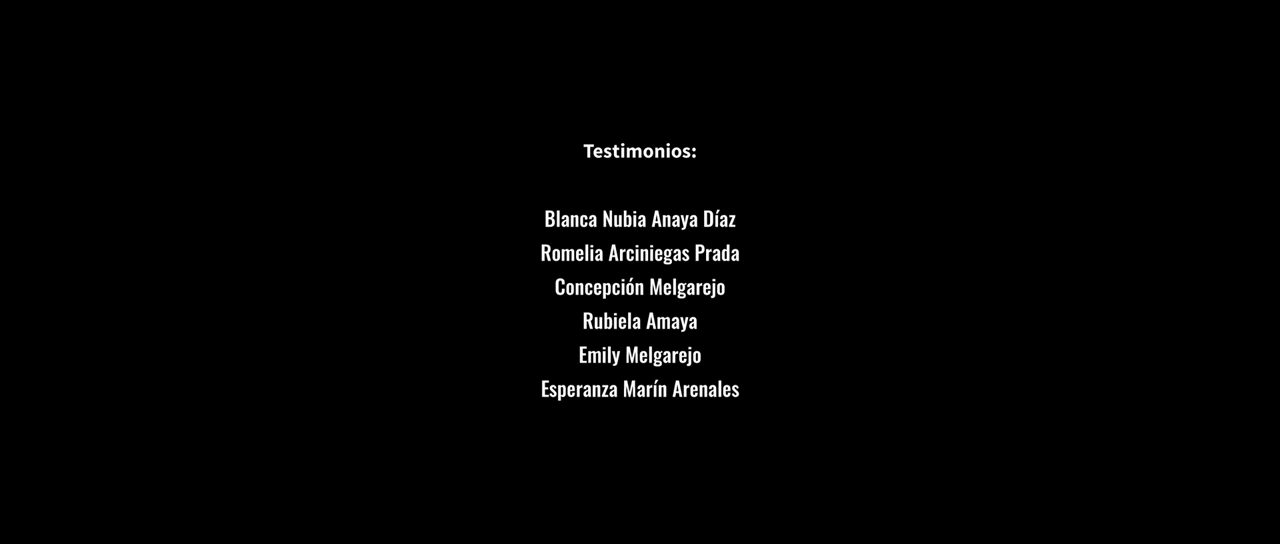 Testimonios:
Blanca Nubia Anaya Díaz
Romelia Arciniegas Prada
Concepción Melgarejo
Rubiela Amaya
Emily Melgarejo
Esperanza Marín Arenales